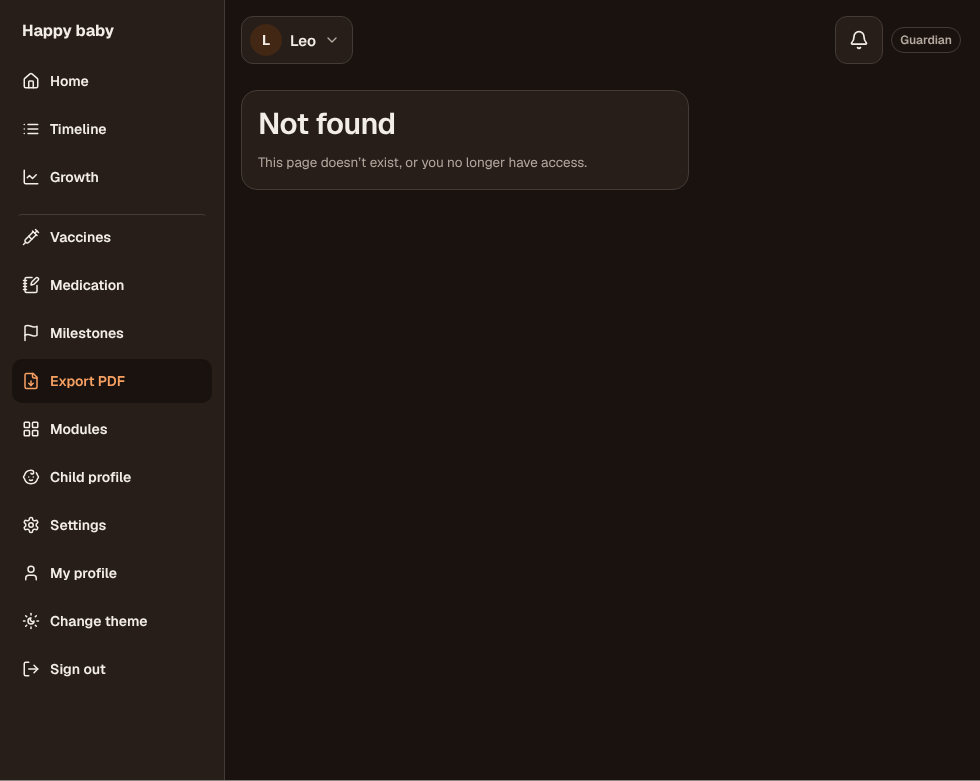 Happy baby
Home
Timeline
Growth
Vaccines
Medication
Milestones
Export PDF
Modules
Child profile
Settings
My profile
Change theme
Sign out
L Leo
Guardian
Not found
This page doesn't exist, or you no longer have access.